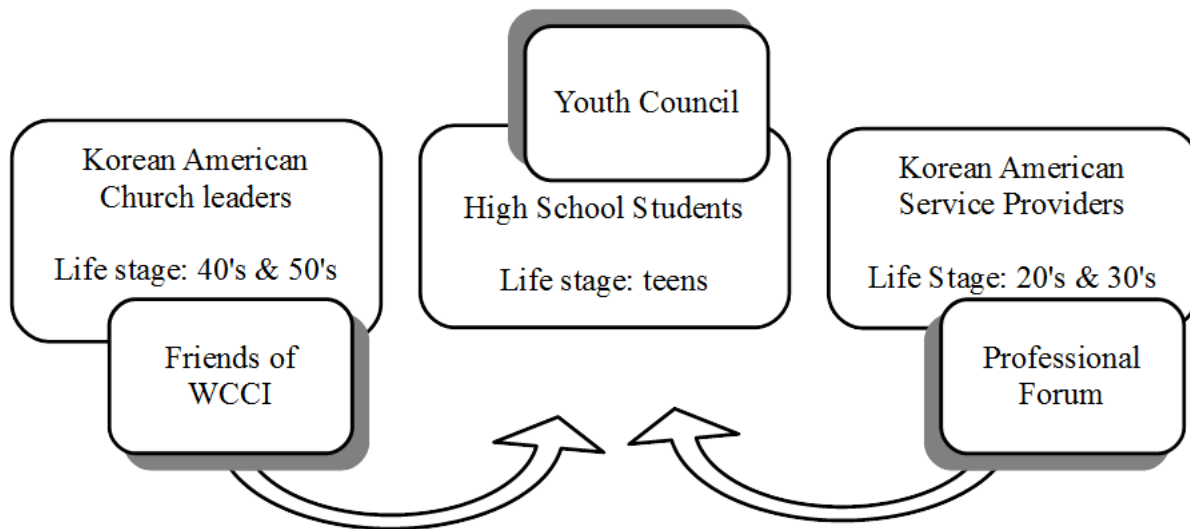 Korean American
Church leaders
Life stage: 40's & 50's
Friends of
WCCI
Youth Council
High School Students
Life stage: teens
Korean American
Service Providers
Life Stage: 20's & 30's
Professional
Forum